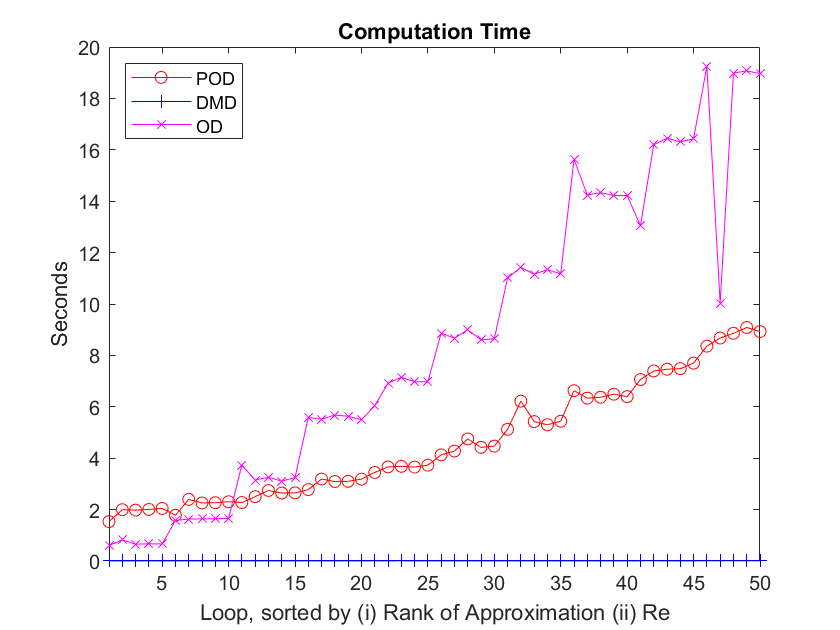 Computation Time
POD
DMD
OD
Seconds
20
18
16
14
12
10
8
6
4
2
0
5 10 15 20 25 30 35 40 45 50
Loop, sorted by (i) Rank of Approximation (ii) Re